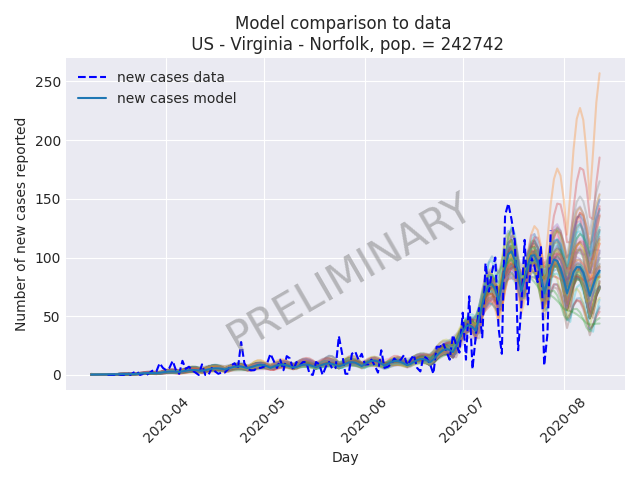 Model comparison to data
US - Virginia - Norfolk, pop. = 242742
new cases data
new cases model
PRELIMINARY
Number of new cases reported
250
200
150
100
50
0
2020-04
2020-05
2020-06
2020-07
2020-08
Day